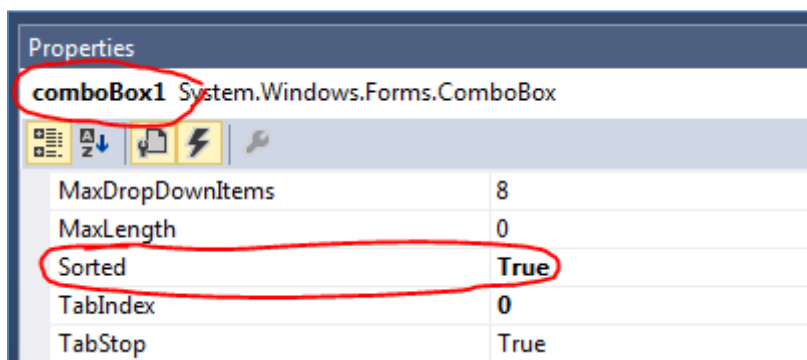 Properties
comboBox1 System.Windows.Forms.ComboBox
MaxDropDownItems 8
MaxLength 0
Sorted True
TabIndex 0
TabStop True